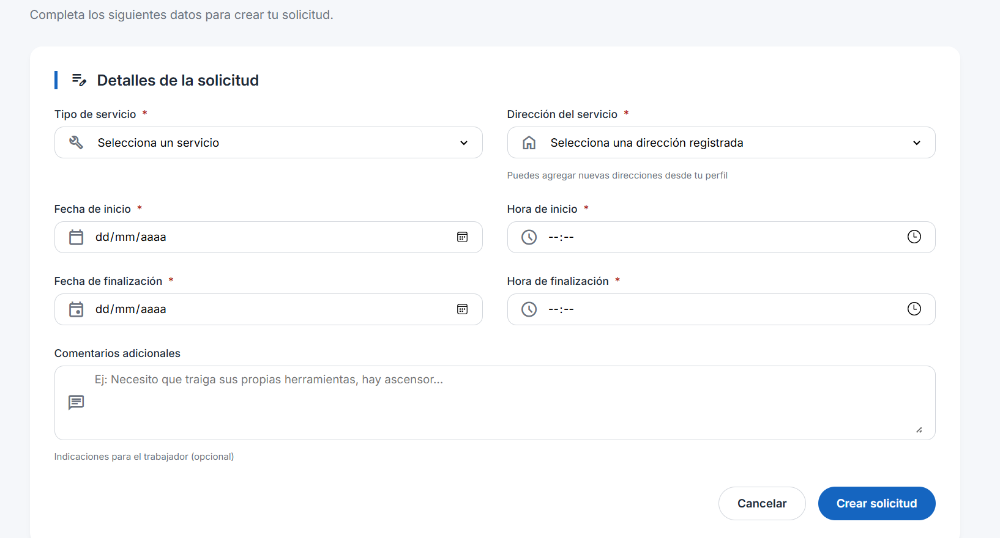 Completa los siguientes datos para crear tu solicitud.
Detalles de la solicitud
Tipo de servicio *
Selecciona un servicio
Dirección del servicio *
Selecciona una dirección registrada
Puedes agregar nuevas direcciones desde tu perfil
Fecha de inicio *
dd/mm/aaaa
Hora de inicio *
--:--
Fecha de finalización *
dd/mm/aaaa
Hora de finalización *
--:--
Comentarios adicionales
Ej: Necesito que traiga sus propias herramientas, hay ascensor...
Indicaciones para el trabajador (opcional)
Cancelar
Crear solicitud